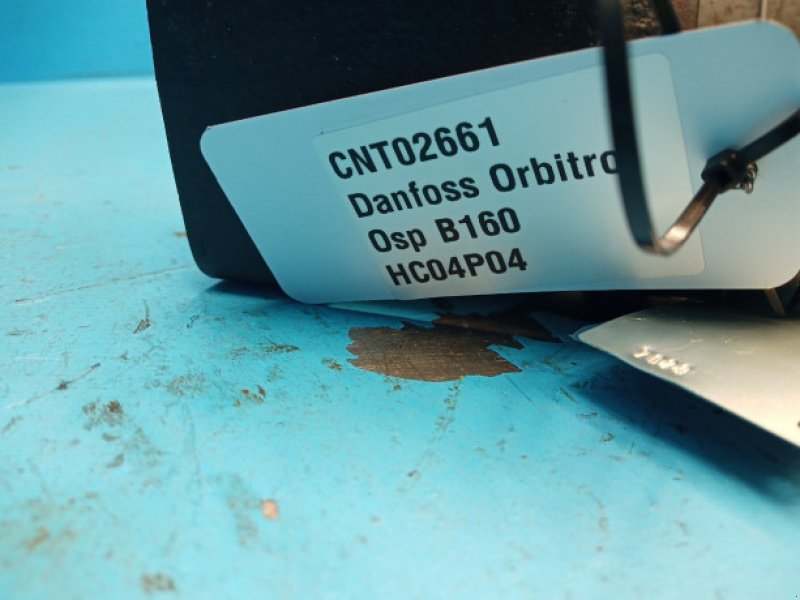 CNT02661
Danfoss Orbitro
Osp B160
HC04P04